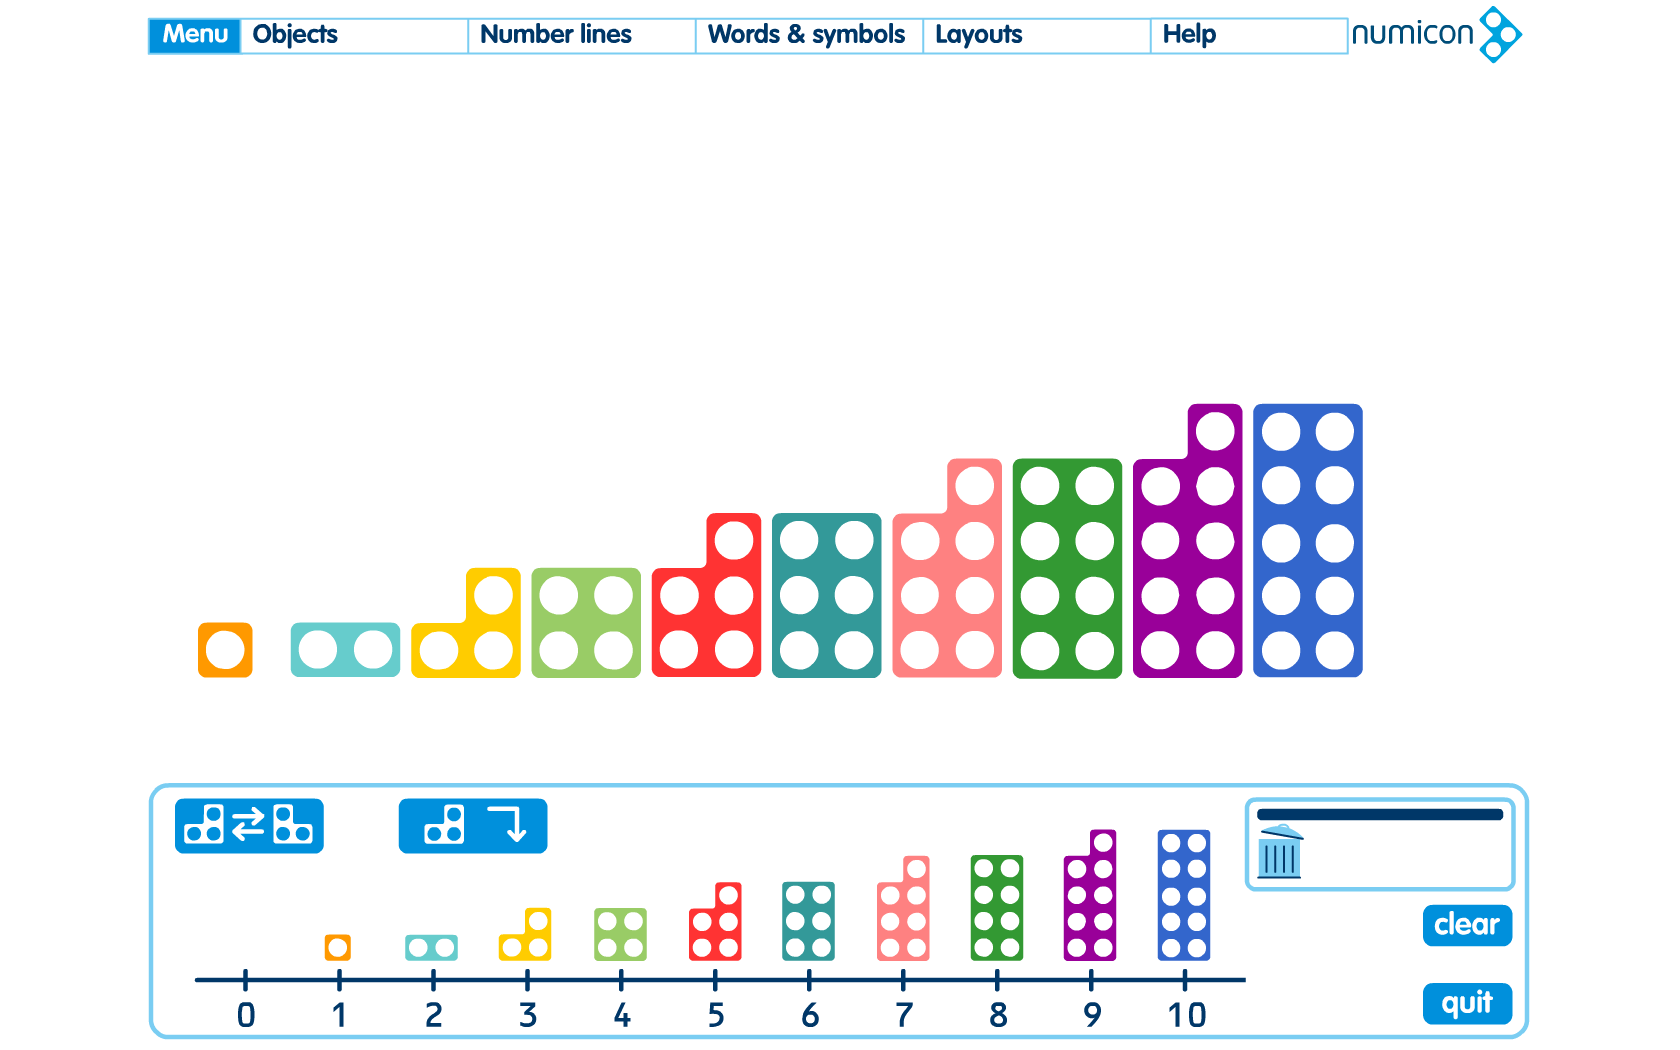 Menu Objects Number lines Words & symbols Layouts Help numicon
clear
quit
0 1 2 3 4 5 6 7 8 9 10